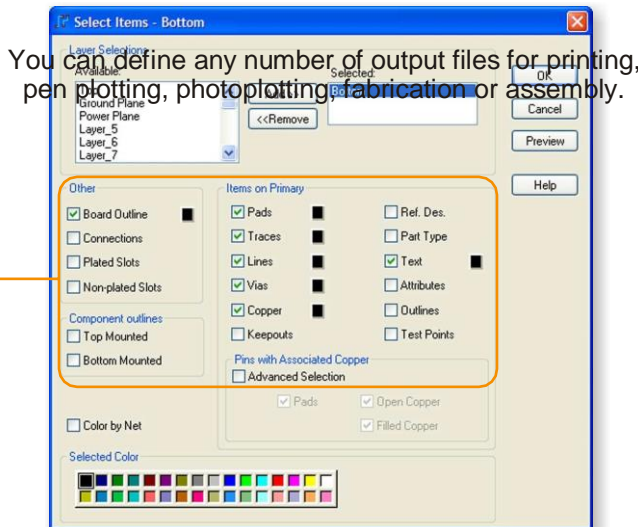 Select Items - Bottom
Layer Selections
You can define any number of output files for printing,
pen plotting, photoplotting, fabrication or assembly.
Available:
Selected:
Ground Plane
Power Plane
Layer_5
Layer_6
Layer_7
<<Remove
OK
Cancel
Preview
Help
Other
Board Outline
Connections
Plated Slots
Non-plated Slots
Component outlines
Top Mounted
Bottom Mounted
Items on Primary
Pads
Traces
Lines
Vias
Copper
Keepouts
Ref. Des.
Part Type
Text
Attributes
Outlines
Test Points
Pins with Associated Copper
Advanced Selection
Pads
Open Copper
Filled Copper
Color by Net
Selected Color